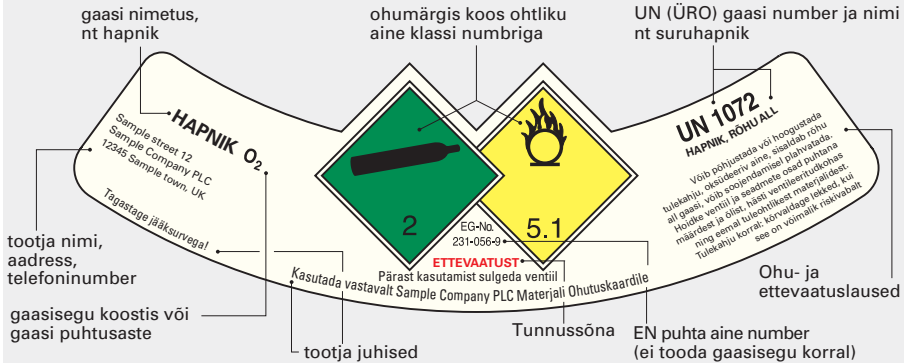 gaasi nimetus,
nt hapnik
ohumärgis koos ohtliku
aine klassi numbriga
UN (ÜRO) gaasi number ja nimi
nt suruhapnik
HAPNIK O₂
Sample street 12
Sample Company PLC
12345 Sample town, UK
Tagastage jääksurvega!
2
5.1
EG-No.
231-056-9
ETTEVAATUST
Pärast kasutamist sulgeda ventiil
Kasutada vastavalt Sample Company PLC Materjali Ohutuskaardile
UN 1072
HAPNIK, RÕHU ALL
Võib põhjustada või hoogustada
tulekahju, oksüdeeriv aine, sisaldab rõhu
all gaasi, võib soojendamisel plahvatada.
Hoidke ventiil ja seadmete osad puhtana
määrdest ja õlist, hästi ventileeritudkohas
ning eemal tuleohtlikest materjalidest.
Tulekahju korral: kõrvaldage lekked, kui
see on võimalik riskivabalt
tootja nimi,
aadress,
telefoninumber
gaasisegu koostis või
gaasi puhtusaste
tootja juhised
Tunnussõna
EN puhta aine number
(ei tooda gaasisegu korral)
Ohu- ja
ettevaatuslaused